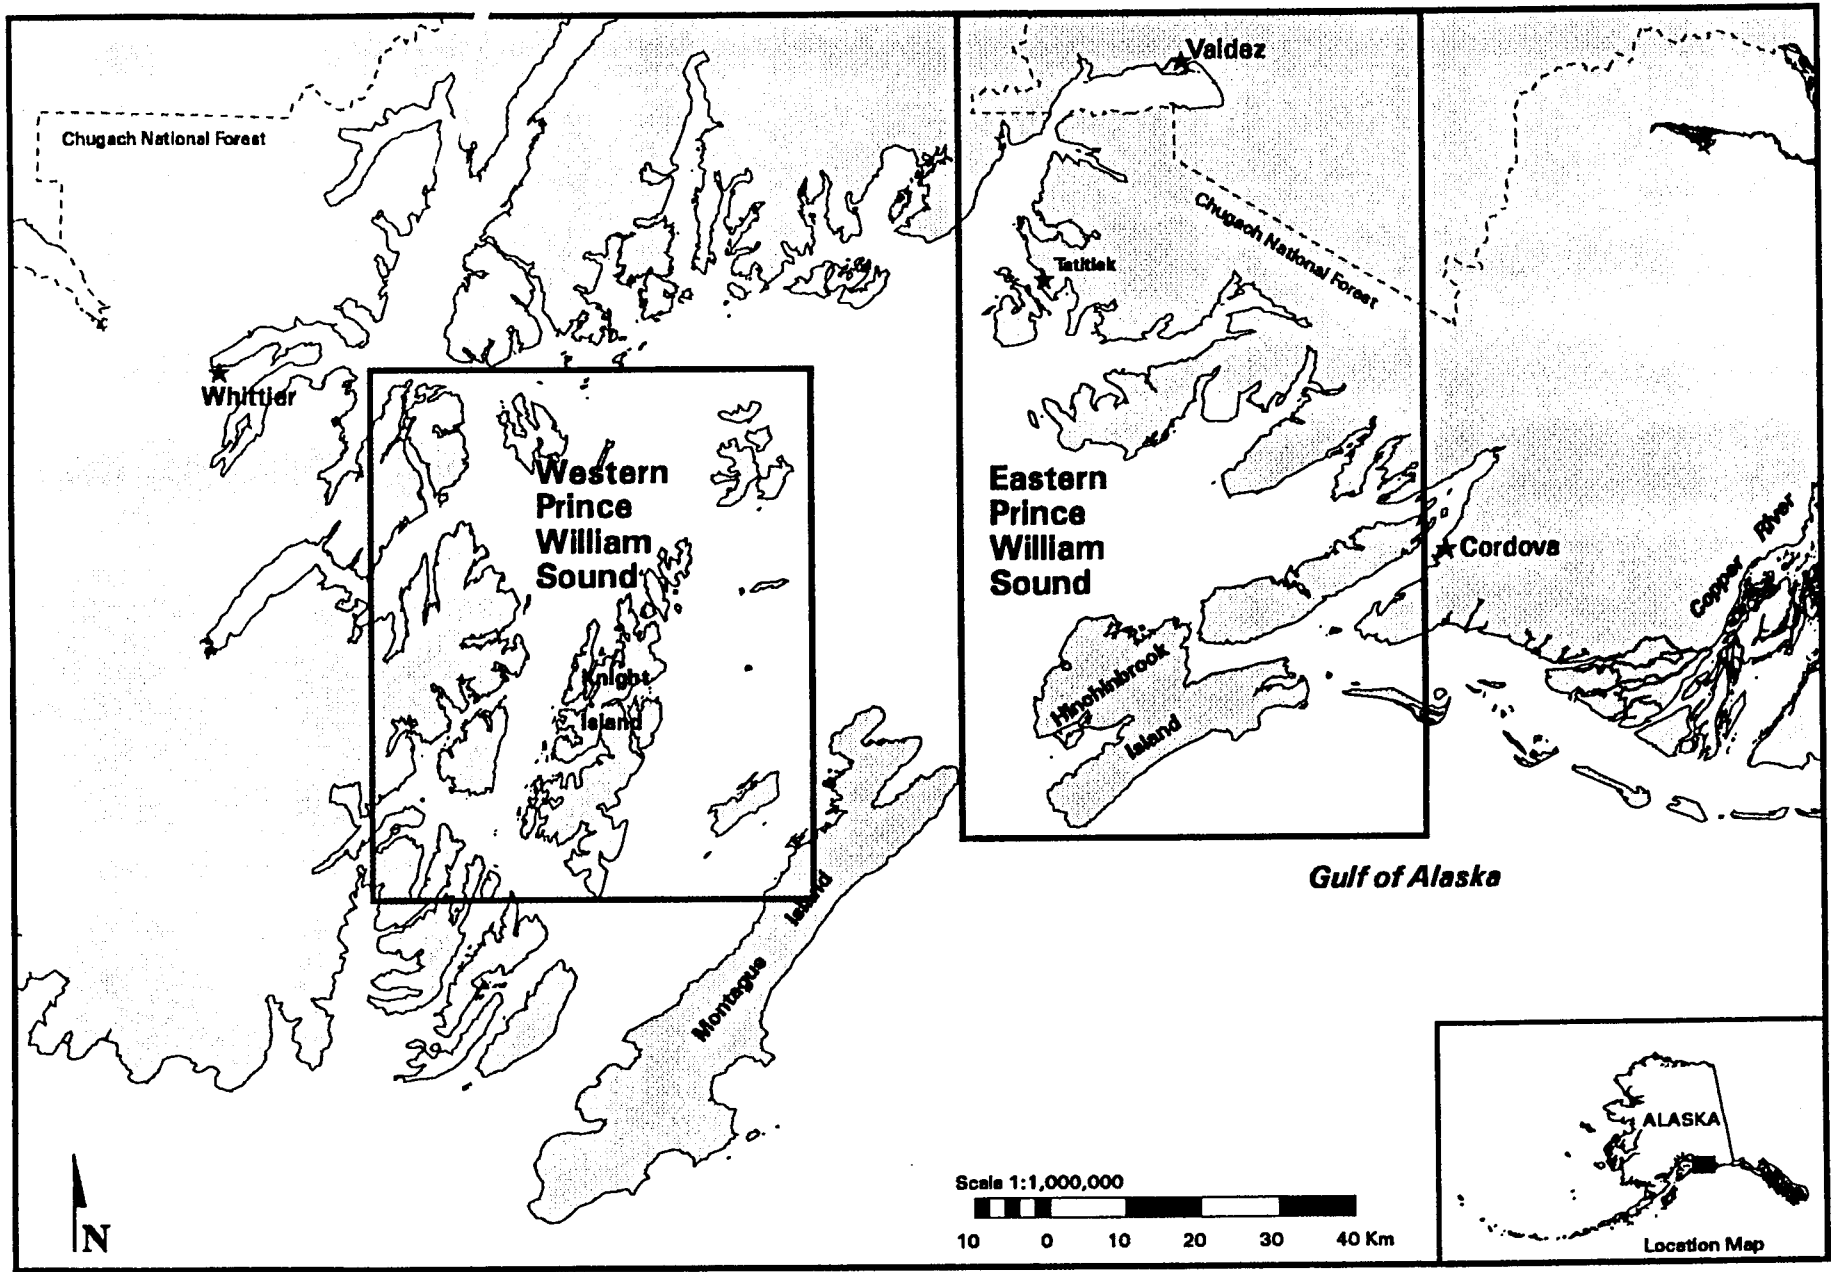 Valdez
Chugach National Forest
Chugach National Forest
Tatitlek
Whittier
Western
Prince
William
Sound
Eastern
Prince
William
Sound
Cordova
Copper River
Knight
Island
Hinchinbrook
Island
Gulf of Alaska
Montague Island
ALASKA
Scale 1:1,000,000
10 0 10 20 30 40 Km
N
Location Map